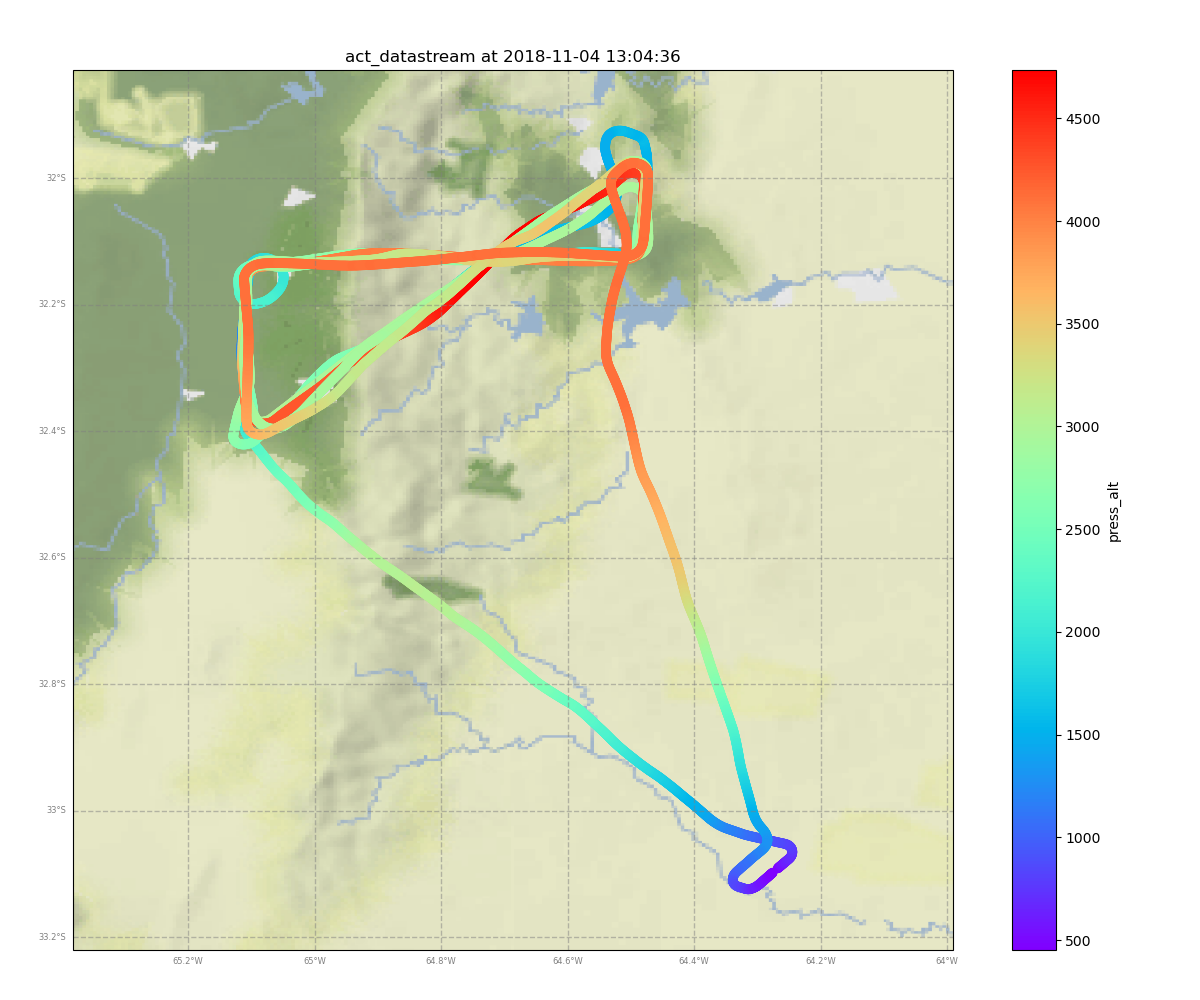 act_datastream at 2018-11-04 13:04:36
32°S
32.2°S
32.4°S
32.6°S
32.8°S
33°S
33.2°S
65.2°W
65°W
64.8°W
64.6°W
64.4°W
64.2°W
64°W
4500
4000
3500
3000
2500
2000
1500
1000
500
press_alt